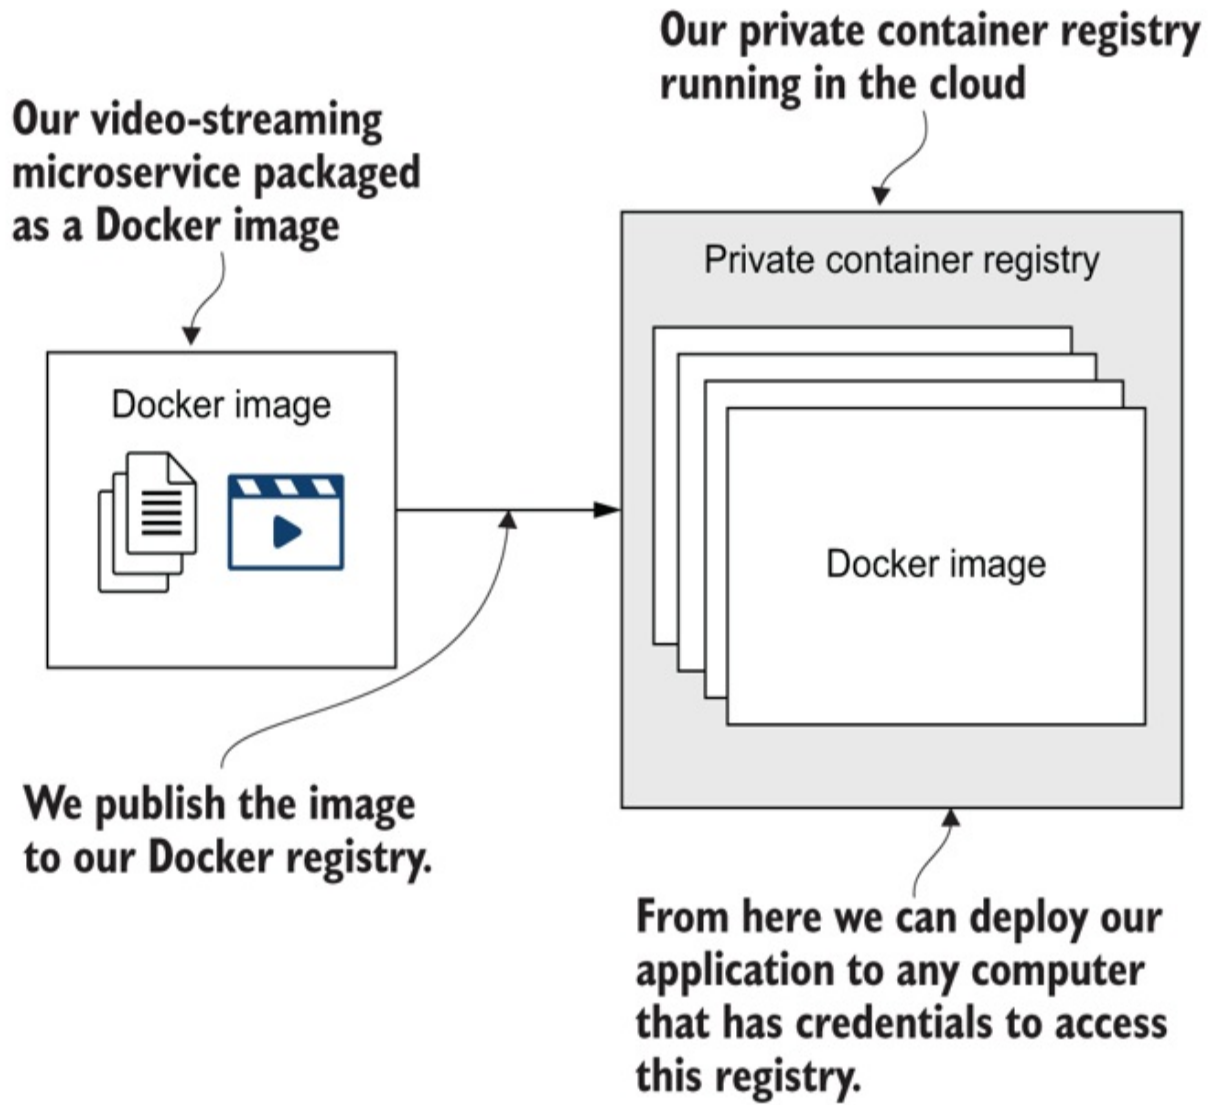 Our private container registry
running in the cloud
Our video-streaming
microservice packaged
as a Docker image
Private container registry
Docker image
Docker image
We publish the image
to our Docker registry.
From here we can deploy our
application to any computer
that has credentials to access
this registry.